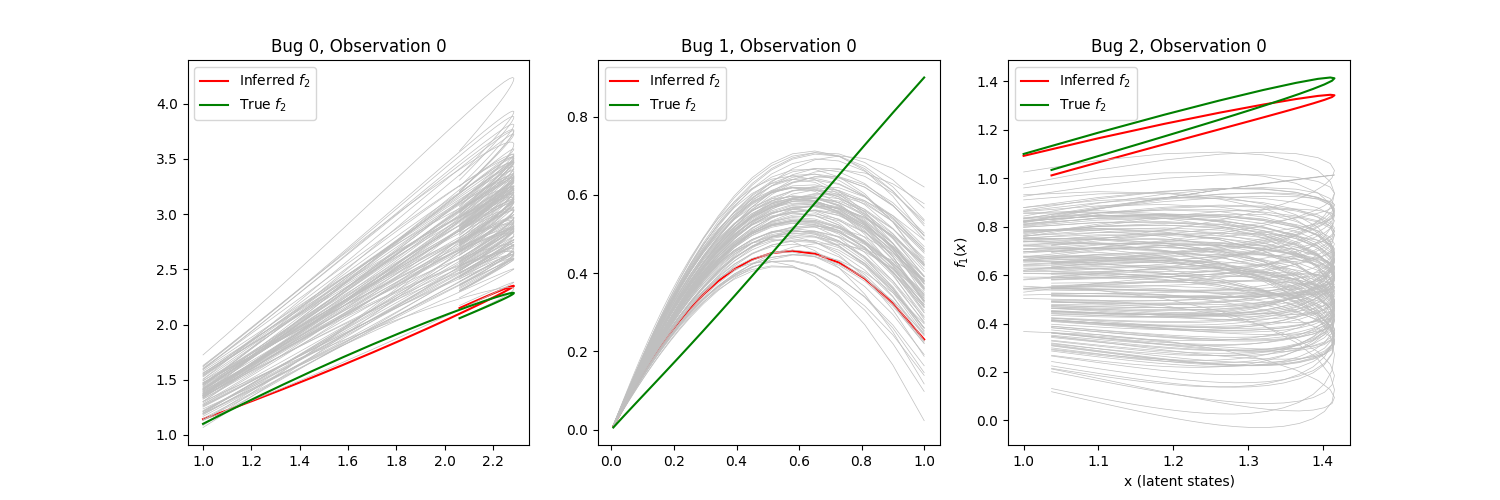 Bug 0, Observation 0
Inferred f₂
True f₂
4.0
3.5
3.0
2.5
2.0
1.5
1.0
1.0 1.2 1.4 1.6 1.8 2.0 2.2
Bug 1, Observation 0
Inferred f₂
True f₂
0.8
0.6
0.4
0.2
0.0
0.0 0.2 0.4 0.6 0.8 1.0
Bug 2, Observation 0
Inferred f₂
True f₂
f₁(x)
1.4
1.2
1.0
0.8
0.6
0.4
0.2
0.0
1.0 1.1 1.2 1.3 1.4
x (latent states)